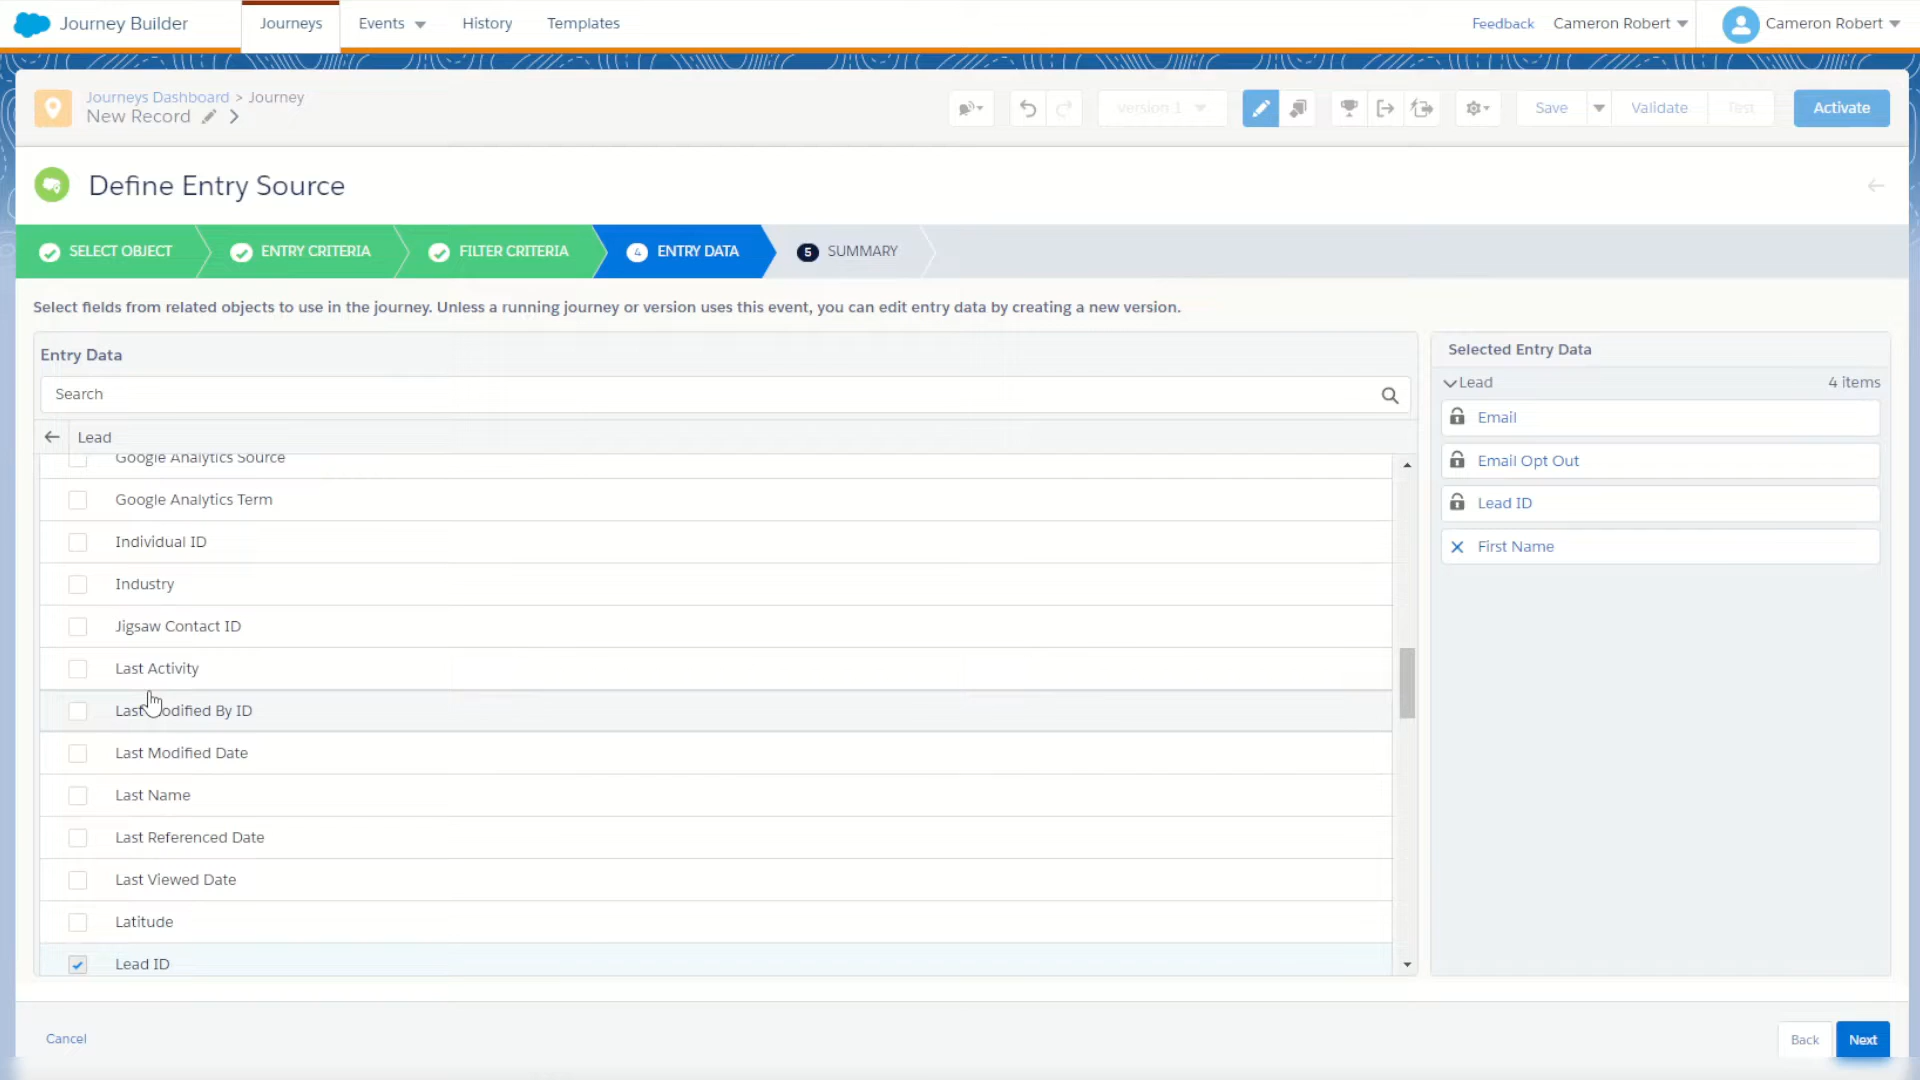 Journey Builder
Journeys
Events
History
Templates
Feedback
Cameron Robert
Cameron Robert
Journeys Dashboard > Journey
New Record
Version 1
Save
Validate
Test
Activate
Define Entry Source
SELECT OBJECT
ENTRY CRITERIA
FILTER CRITERIA
4 ENTRY DATA
5 SUMMARY
Select fields from related objects to use in the journey. Unless a running journey or version uses this event, you can edit entry data by creating a new version.
Entry Data
Search
Lead
Google Analytics Source
Google Analytics Term
Individual ID
Industry
Jigsaw Contact ID
Last Activity
Last Modified By ID
Last Modified Date
Last Name
Last Referenced Date
Last Viewed Date
Latitude
Lead ID
Selected Entry Data
Lead
4 items
Email
Email Opt Out
Lead ID
First Name
Cancel
Back
Next